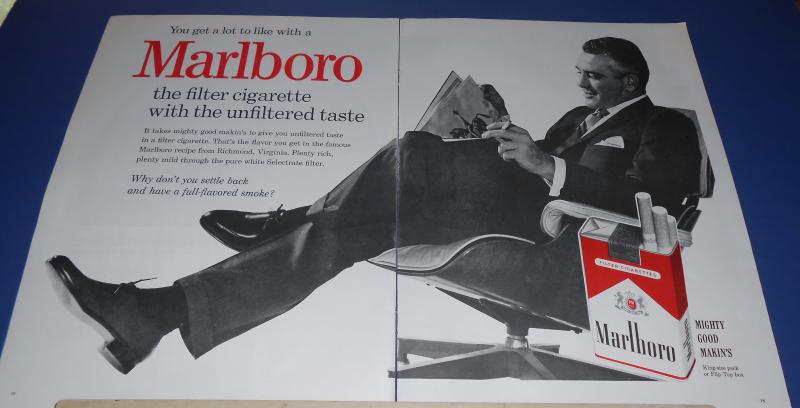 You get a lot to like with a
Marlboro
the filter cigarette
with the unfiltered taste
It takes mighty good makin's to give you unfiltered taste
in a filter cigarette. That's the flavor you get in the famous
Marlboro recipe from Richmond, Virginia. Plenty rich,
plenty mild through the pure white Selectrate filter.
Why don't you settle back
and have a full-flavored smoke?
FILTER CIGARETTES
Marlboro
MIGHTY
GOOD
MAKIN'S
King-size pack
or Flip-Top box